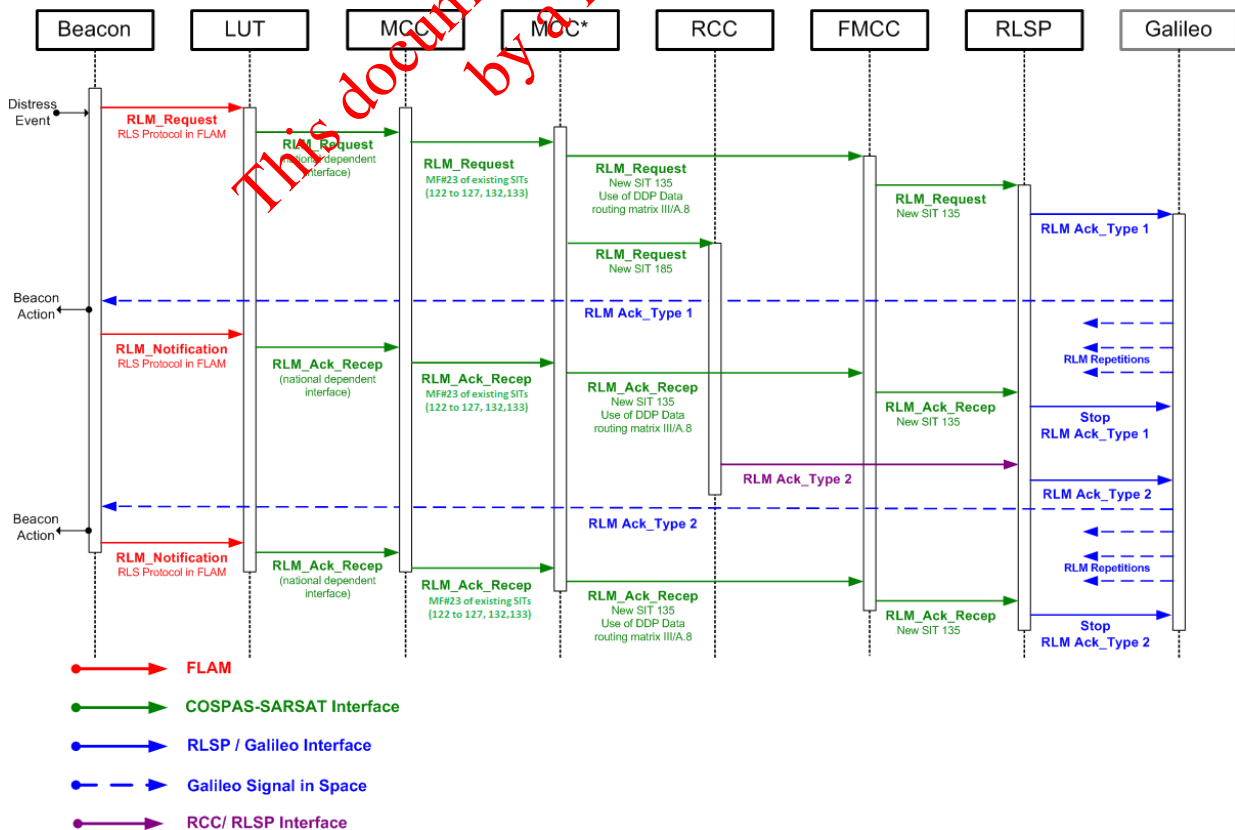 Beacon
LUT
MCC
MCC*
RCC
FMCC
RLSP
Galileo
This docum
by a
Distress
Event
RLM_Request
RLS Protocol in FLAM
RLM_Request
(national dependent
interface)
RLM_Request
MF#23 of existing SITs
(122 to 127, 132,133)
RLM_Request
New SIT 135
Use of DDP Data
routing matrix III/A.8
RLM_Request
New SIT 135
RLM Ack_Type 1
RLM_Request
New SIT 185
Beacon
Action
RLM Ack_Type 1
RLM_Notification
RLS Protocol in FLAM
RLM_Ack_Recep
(national dependent
interface)
RLM_Ack_Recep
MF#23 of existing SITs
(122 to 127, 132,133)
RLM_Ack_Recep
New SIT 135
Use of DDP Data
routing matrix III/A.8
RLM_Ack_Recep
New SIT 135
RLM Repetitions
Stop
RLM Ack_Type 1
RLM Ack_Type 2
RLM Ack_Type 2
Beacon
Action
RLM Ack_Type 2
RLM_Notification
RLS Protocol in FLAM
RLM_Ack_Recep
(national dependent
interface)
RLM_Ack_Recep
MF#23 of existing SITs
(122 to 127, 132,133)
RLM_Ack_Recep
New SIT 135
Use of DDP Data
routing matrix III/A.8
RLM_Ack_Recep
New SIT 135
RLM Repetitions
Stop
RLM Ack_Type 2
FLAM
COSPAS-SARSAT Interface
RLSP / Galileo Interface
Galileo Signal in Space
RCC/ RLSP Interface